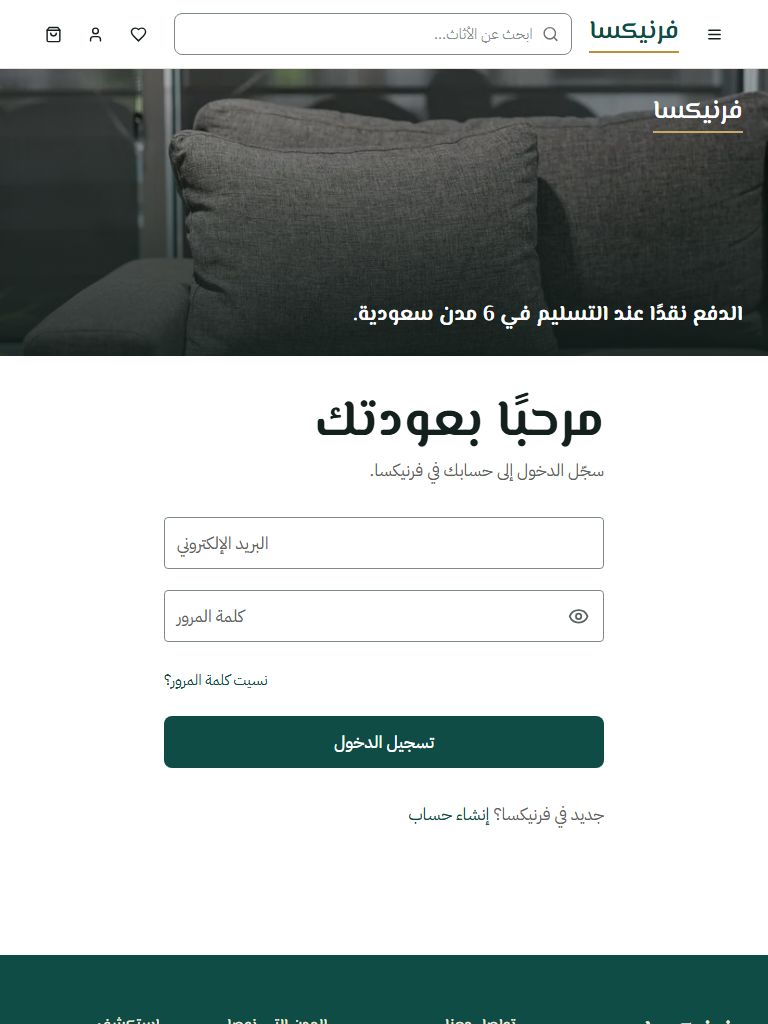 فرنيكسا
ابحث عن الأثاث...
فرنيكسا
الدفع نقدًا عند التسليم في 6 مدن سعودية.
مرحبًا بعودتك
سجّل الدخول إلى حسابك في فرنيكسا.
البريد الإلكتروني
كلمة المرور
نسيت كلمة المرور؟
تسجيل الدخول
جديد في فرنيكسا؟ إنشاء حساب